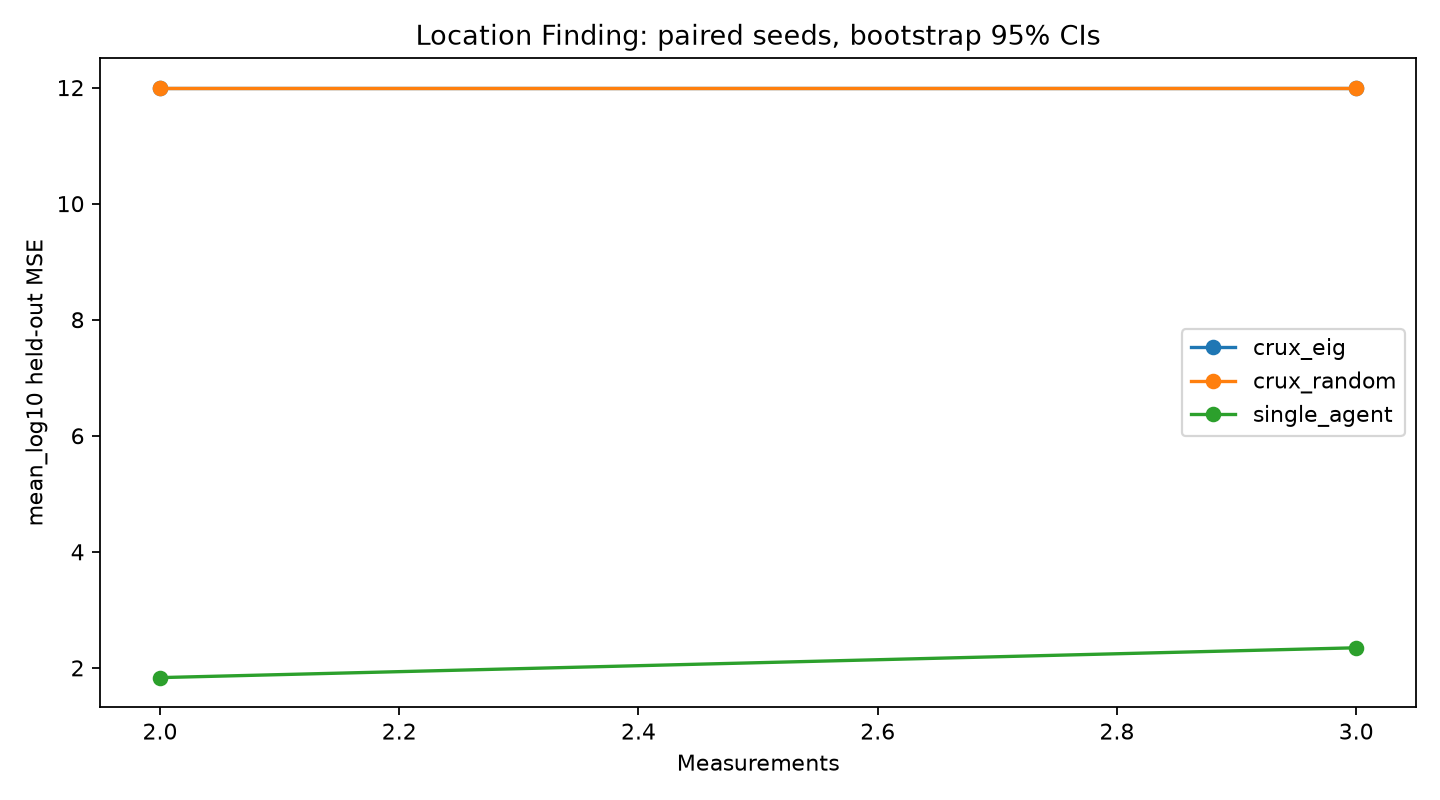 Location Finding: paired seeds, bootstrap 95% CIs
mean_log10 held-out MSE
12
10
8
6
4
2
crux_eig
crux_random
single_agent
2.0 2.2 2.4 2.6 2.8 3.0
Measurements